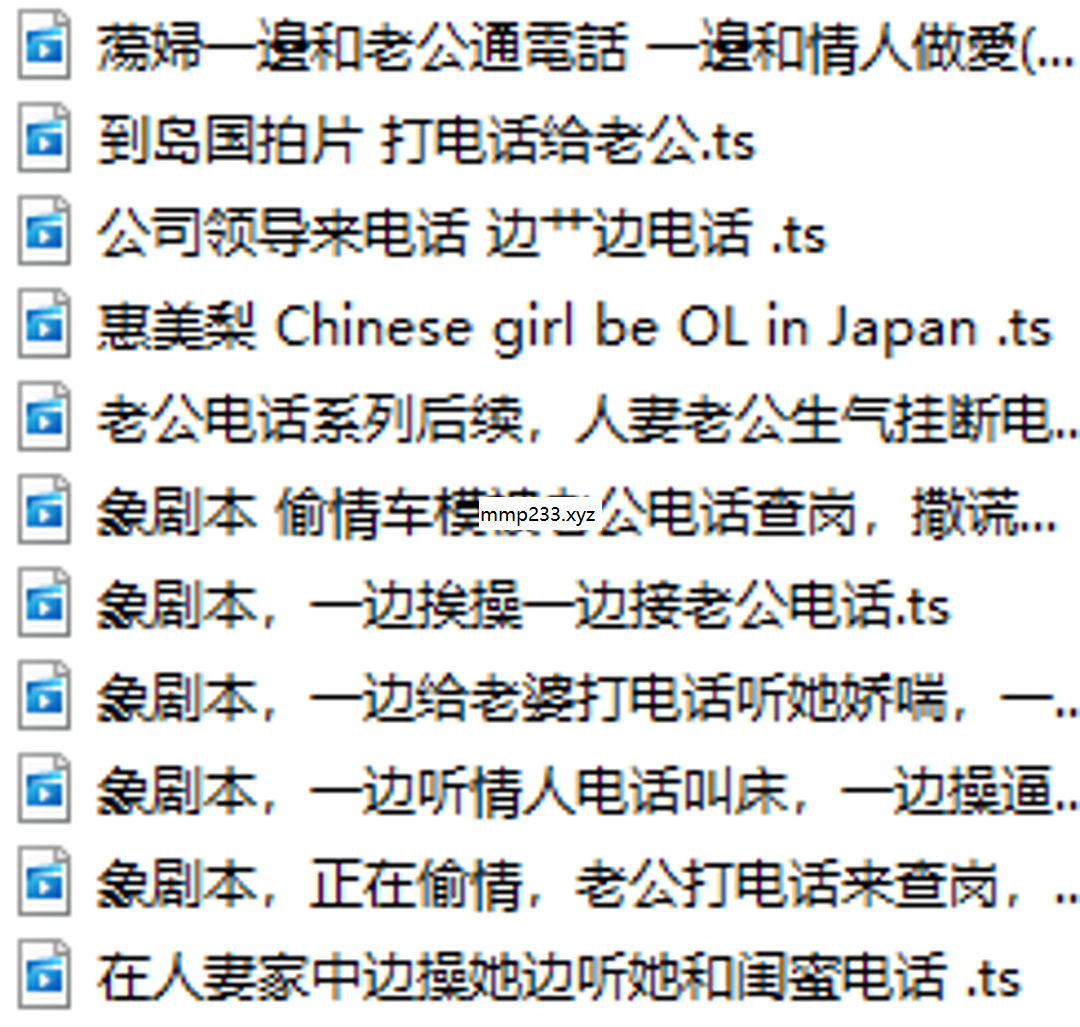 蕩婦一邊和老公通電話 一邊和情人做愛(...
到岛国拍片 打电话给老公.ts
公司领导来电话 边艹边电话 .ts
惠美梨 Chinese girl be OL in Japan .ts
老公电话系列后续，人妻老公生气挂断电...
象剧本 偷情车模 公电话查岗，撒谎...
mmp233.xyz
象剧本，一边挨操一边接老公电话.ts
象剧本，一边给老婆打电话听她娇喘，一...
象剧本，一边听情人电话叫床，一边操逼...
象剧本，正在偷情，老公打电话来查岗，...
在人妻家中边操她边听她和闺蜜电话 .ts